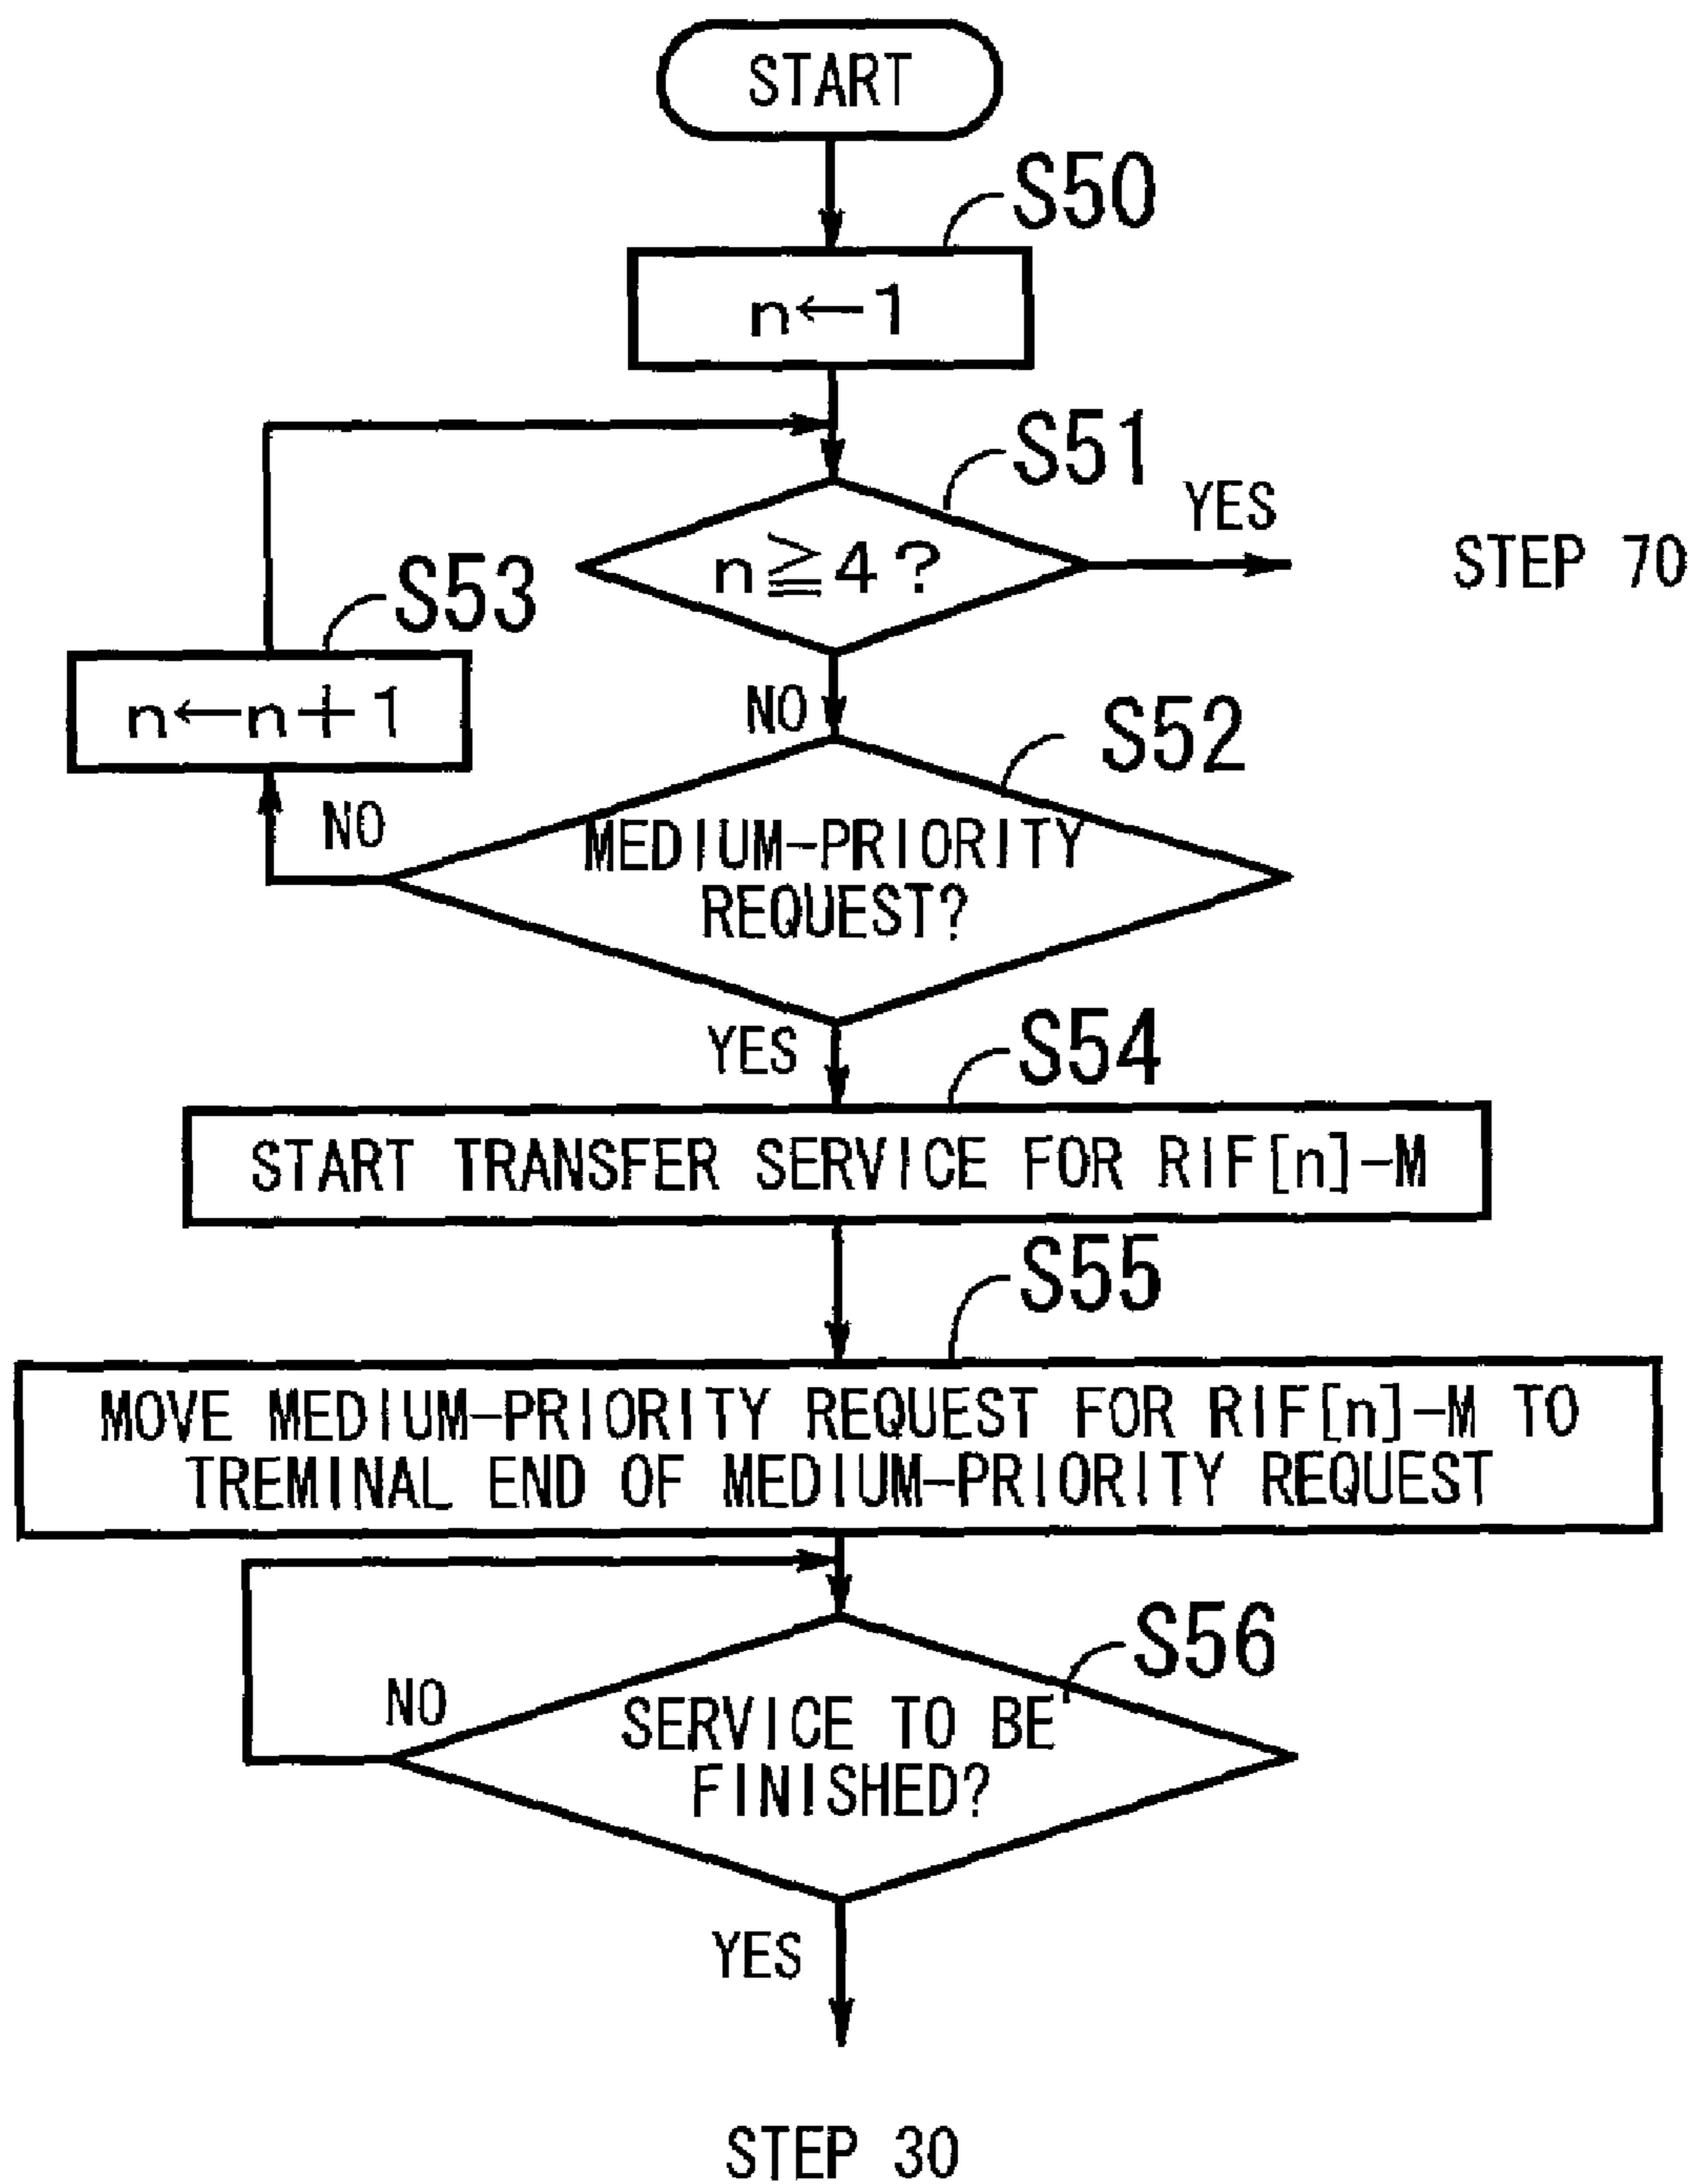 START
S50
n←1
S51
n≧4?
YES
STEP 70
S53
n←n+1
NO
S52
NO
MEDIUM-PRIORITY
REQUEST?
YES
S54
START TRANSFER SERVICE FOR RIF[n]-M
S55
MOVE MEDIUM-PRIORITY REQUEST FOR RIF[n]-M TO
TREMINAL END OF MEDIUM-PRIORITY REQUEST
S56
NO
SERVICE TO BE
FINISHED?
YES
STEP 30